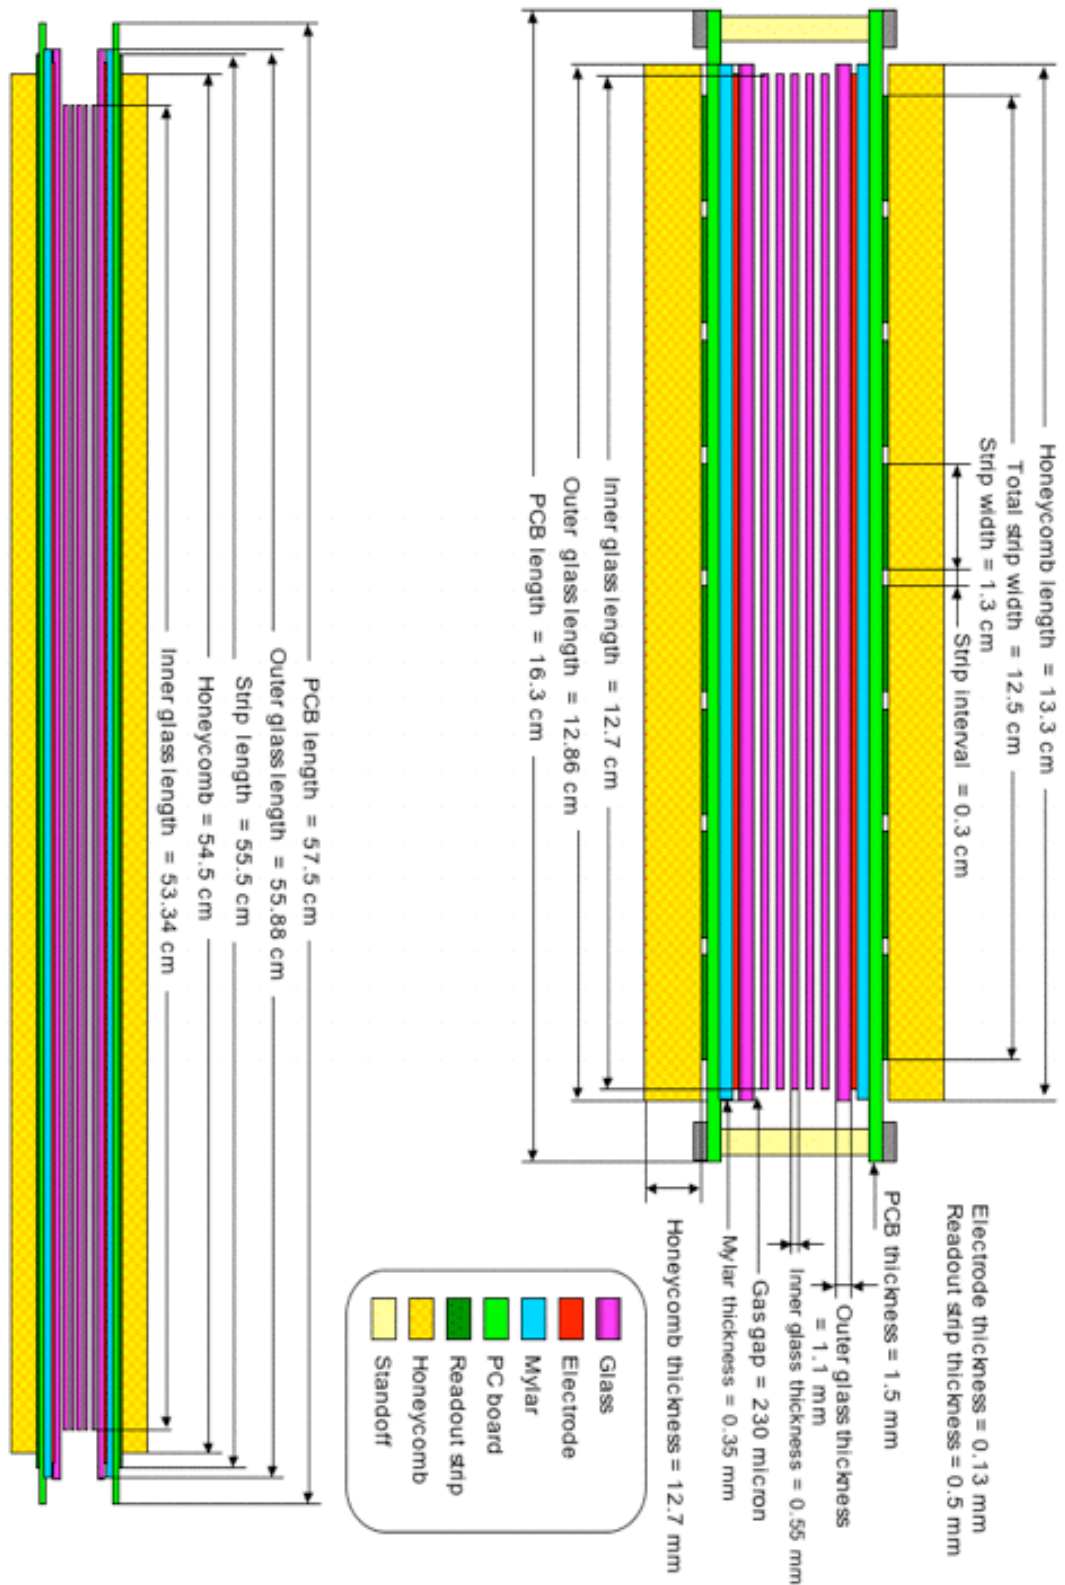 Honeycomb length = 13.3 cm
Total strip width = 12.5 cm
Strip width = 1.3 cm
Strip interval = 0.3 cm
Inner glass length = 12.7 cm
Outer glass length = 12.86 cm
PCB length = 16.3 cm
Electrode thickness = 0.13 mm
Readout strip thickness = 0.5 mm
PCB thickness = 1.5 mm
Outer glass thickness
= 1.1 mm
Inner glass thickness = 0.55 mm
Gas gap = 230 micron
Mylar thickness = 0.35 mm
Honeycomb thickness = 12.7 mm
Glass
Electrode
Mylar
PC board
Readout strip
Honeycomb
Standoff
PCB length = 57.5 cm
Outer glass length = 55.88 cm
Strip length = 55.5 cm
Honeycomb = 54.5 cm
Inner glass length = 53.34 cm